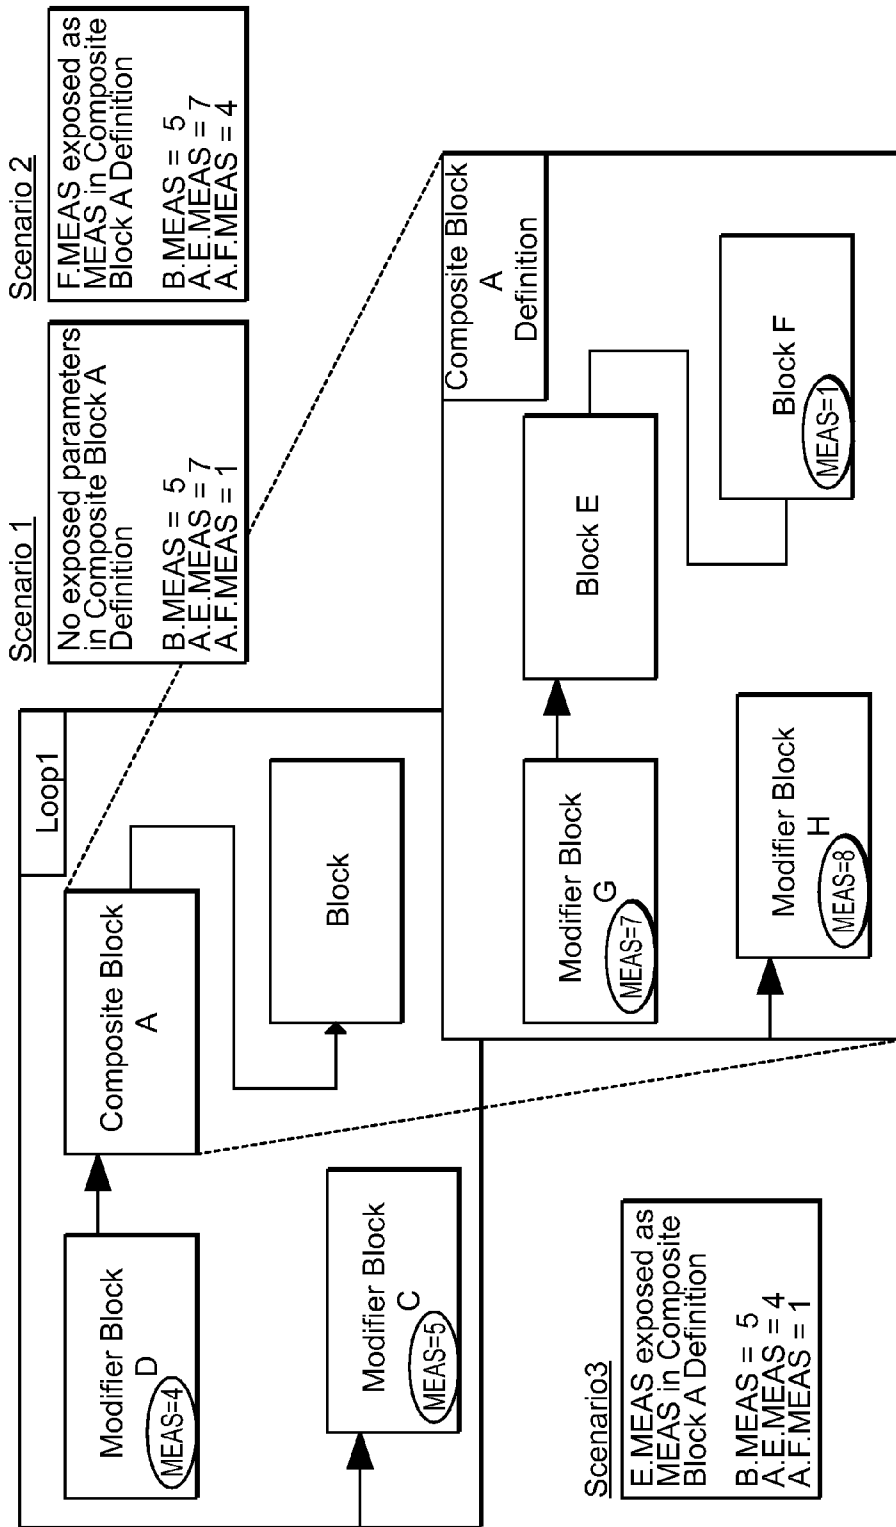 Loop1
Modifier Block
D
MEAS=4
Composite Block
A
Modifier Block
C
MEAS=5
Block
Scenario 1
No exposed parameters
in Composite Block A
Definition
B.MEAS = 5
A.E.MEAS = 7
A.F.MEAS = 1
Scenario 2
F.MEAS exposed as
MEAS in Composite
Block A Definition
B.MEAS = 5
A.E.MEAS = 7
A.F.MEAS = 4
Scenario3
E.MEAS exposed as
MEAS in Composite
Block A Definition
B.MEAS = 5
A.E.MEAS = 4
A.F.MEAS = 1
Composite Block
A
Definition
Modifier Block
G
MEAS=7
Block E
Modifier Block
H
MEAS=8
Block F
MEAS=1